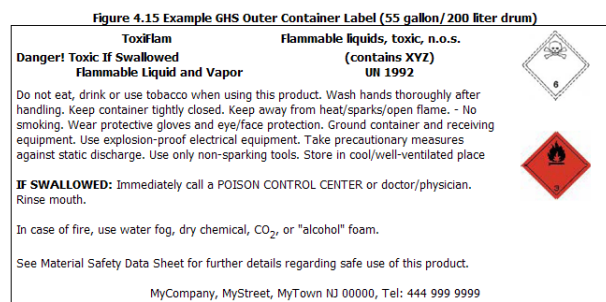 Figure 4.15 Example GHS Outer Container Label (55 gallon/200 liter drum)
ToxiFlam
Danger! Toxic If Swallowed
Flammable Liquid and Vapor
Flammable liquids, toxic, n.o.s.
(contains XYZ)
UN 1992
6
Do not eat, drink or use tobacco when using this product. Wash hands thoroughly after
handling. Keep container tightly closed. Keep away from heat/sparks/open flame. - No
smoking. Wear protective gloves and eye/face protection. Ground container and receiving
equipment. Use explosion-proof electrical equipment. Take precautionary measures
against static discharge. Use only non-sparking tools. Store in cool/well-ventilated place
3
IF SWALLOWED: Immediately call a POISON CONTROL CENTER or doctor/physician.
Rinse mouth.
In case of fire, use water fog, dry chemical, CO₂, or "alcohol" foam.
See Material Safety Data Sheet for further details regarding safe use of this product.
MyCompany, MyStreet, MyTown NJ 00000, Tel: 444 999 9999